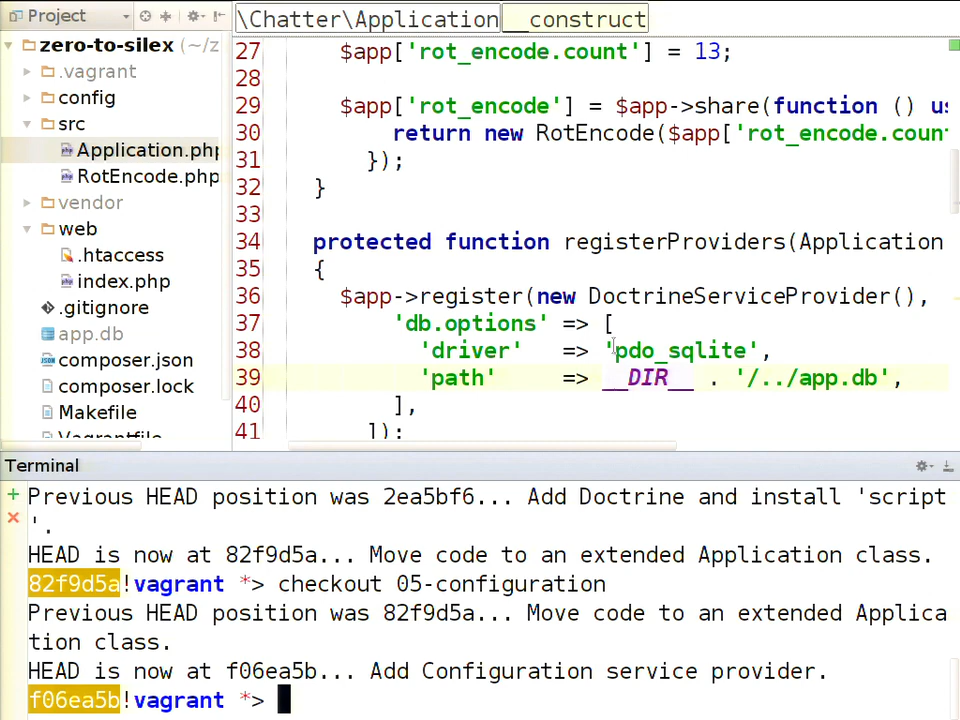 Project
\Chatter\Application
__construct
zero-to-silex (~/z
.vagrant
config
src
Application.php
RotEncode.php
vendor
web
.htaccess
index.php
.gitignore
app.db
composer.json
composer.lock
Makefile
Vagrantfile
27 $app['rot_encode.count'] = 13;
28
29 $app['rot_encode'] = $app->share(function () us
30 return new RotEncode($app['rot_encode.count
31 });
32 }
33
34 protected function registerProviders(Application
35 {
36 $app->register(new DoctrineServiceProvider(),
37 'db.options' => [
38 'driver' => 'pdo_sqlite',
39 'path' => __DIR__ . '/../app.db',
40 ],
41 ]);
Terminal
Previous HEAD position was 2ea5bf6... Add Doctrine and install 'script
'.
HEAD is now at 82f9d5a... Move code to an extended Application class.
82f9d5a!vagrant *> checkout 05-configuration
Previous HEAD position was 82f9d5a... Move code to an extended Applica
tion class.
HEAD is now at f06ea5b... Add Configuration service provider.
f06ea5b!vagrant *>